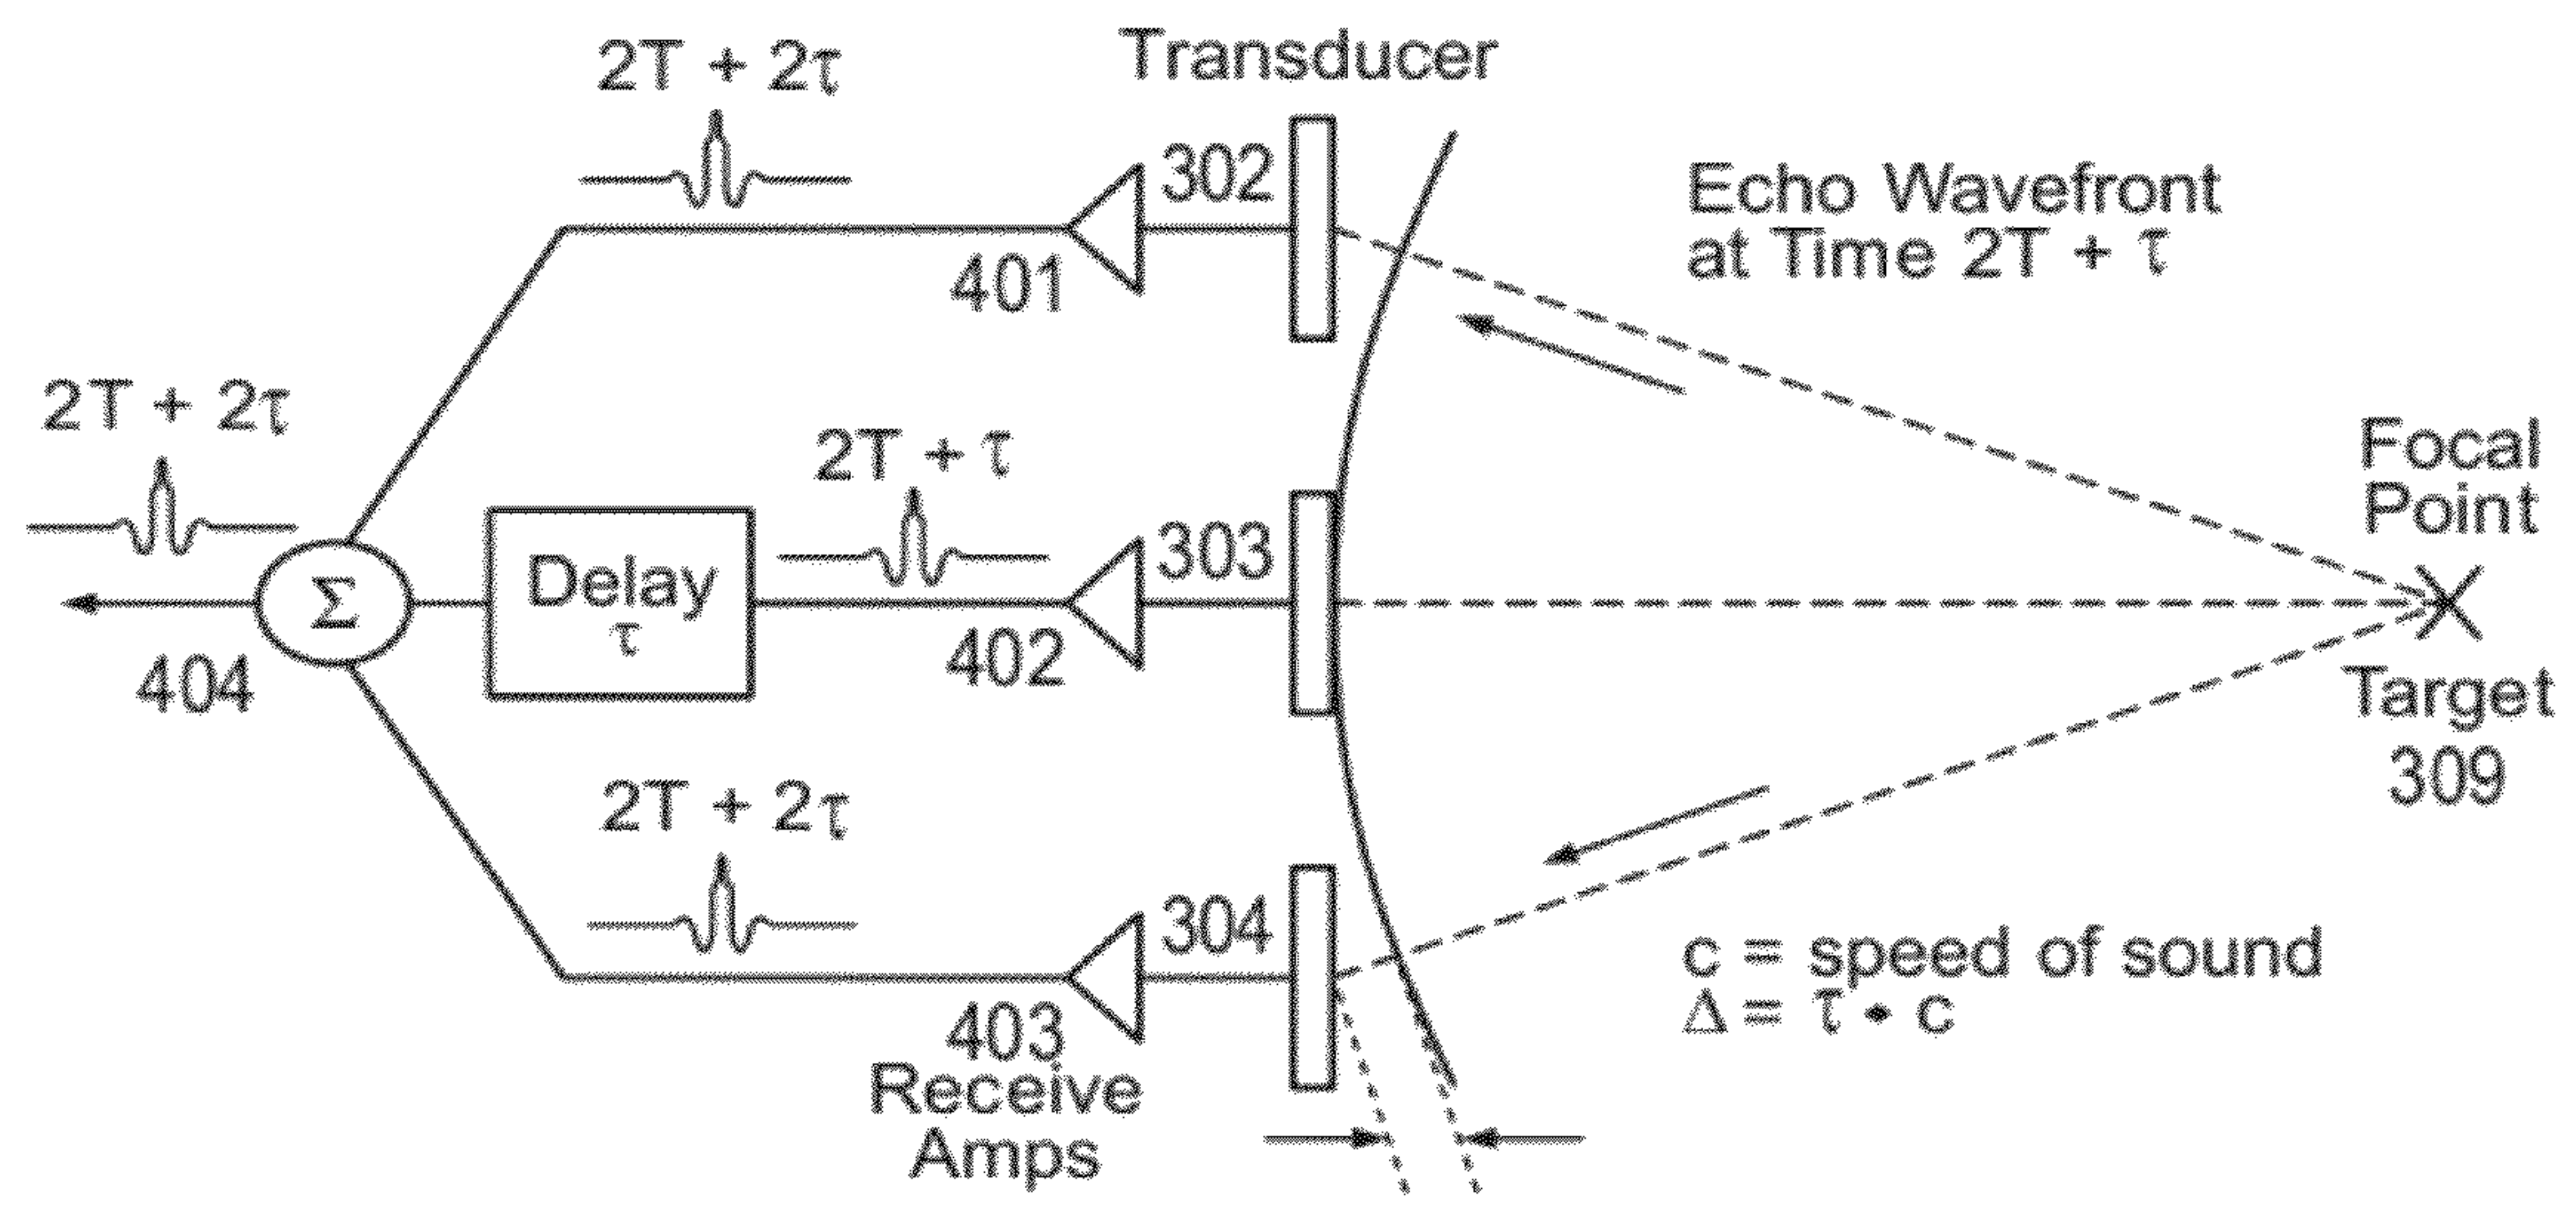 Transducer
2T + 2τ
302
401
Echo Wavefront
at Time 2T + τ
2T + 2τ
2T + τ
Focal
Point
303
Delay
τ
Σ
402
404
Target
309
2T + 2τ
304
403
Receive
Amps
c = speed of sound
Δ = τ • c